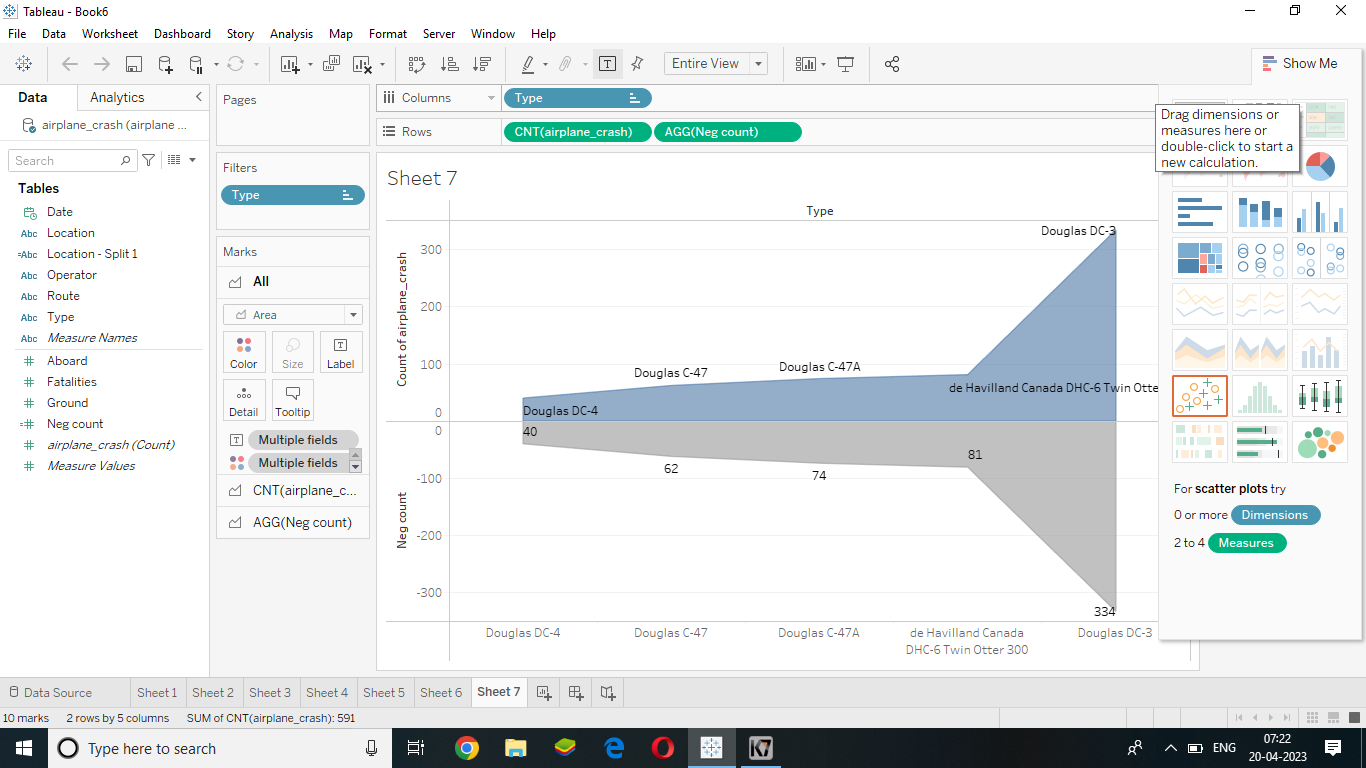 Tableau - Book6
File Data Worksheet Dashboard Story Analysis Map Format Server Window Help
Entire View
Show Me
Data Analytics
airplane_crash (airplane ...
Search
Tables
Date
Abc Location
=Abc Location - Split 1
Abc Operator
Abc Route
Abc Type
Abc Measure Names
Aboard
Fatalities
Ground
Neg count
airplane_crash (Count)
Measure Values
Pages
Filters
Type
Marks
All
Area
Color Size Label
Detail Tooltip
Multiple fields
Multiple fields
CNT(airplane_c...
AGG(Neg count)
Columns Type
Rows CNT(airplane_crash) AGG(Neg count)
Sheet 7
Type
Count of airplane_crash
300
200
100
0
Douglas DC-4
Douglas C-47
Douglas C-47A
de Havilland Canada DHC-6 Twin Otte
Douglas DC-3
Neg count
0
-100
-200
-300
40
62
74
81
334
Douglas DC-4
Douglas C-47
Douglas C-47A
de Havilland Canada
DHC-6 Twin Otter 300
Douglas DC-3
Drag dimensions or
measures here or
double-click to start a
new calculation.
For scatter plots try
0 or more Dimensions
2 to 4 Measures
Data Source Sheet 1 Sheet 2 Sheet 3 Sheet 4 Sheet 5 Sheet 6 Sheet 7
10 marks 2 rows by 5 columns SUM of CNT(airplane_crash): 591
Type here to search
K7
ENG
07:22
20-04-2023